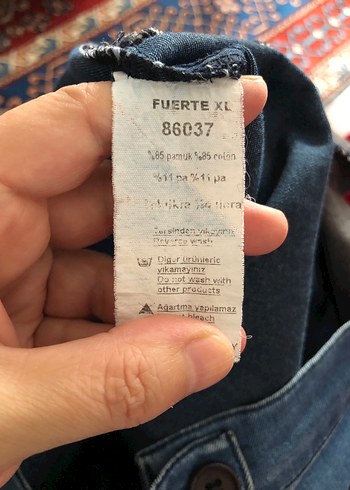 FUERTE XL
86037
%85 pamuk %85 coton
%11 pa %11 pa
Tersinden yıkayınız
Reverse wash
Diğer ürünlerle
yıkamayınız
Do not wash with
other products
Ağartma yapılamaz
bleach